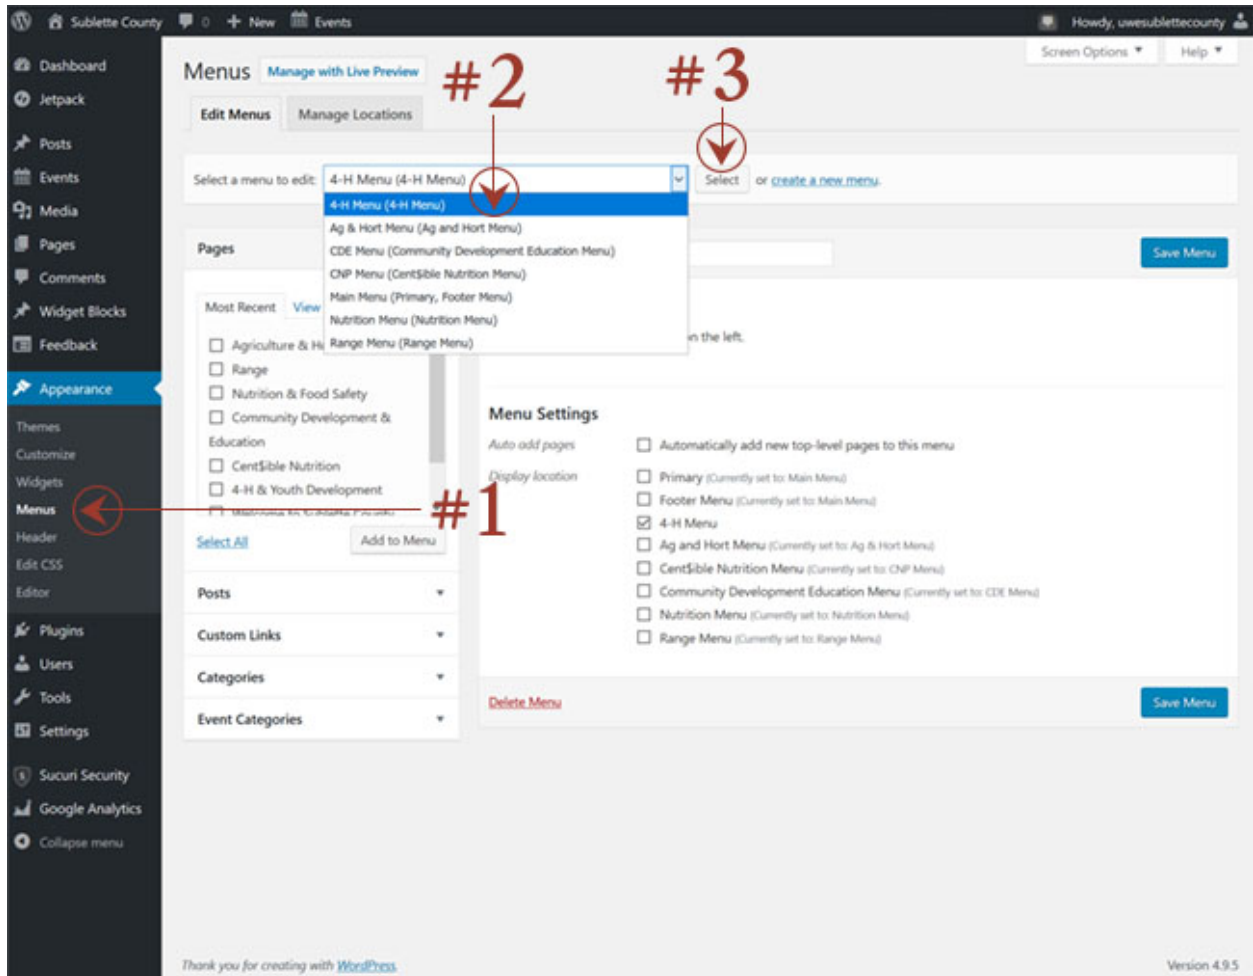 Sublette County 0 + New Events Howdy, uwesublettecounty
Screen Options ▼ Help ▼
Dashboard
Jetpack
Posts
Events
Media
Pages
Comments
Widget Blocks
Feedback
Appearance
Themes
Customize
Widgets
Menus
Header
Edit CSS
Editor
Plugins
Users
Tools
Settings
Sucuri Security
Google Analytics
Collapse menu
Menus Manage with Live Preview
#2
#3
Edit Menus Manage Locations
Select a menu to edit: 4-H Menu (4-H Menu) Select or create a new menu.
4-H Menu (4-H Menu)
Ag & Hort Menu (Ag and Hort Menu)
CDE Menu (Community Development Education Menu)
CNP Menu (Cent$ible Nutrition Menu)
Main Menu (Primary, Footer Menu)
Nutrition Menu (Nutrition Menu)
Range Menu (Range Menu)
Pages
Save Menu
Most Recent View
on the left.
Agriculture & H
Range
Nutrition & Food Safety
Community Development &
Education
Cent$ible Nutrition
4-H & Youth Development
Welcome to Sublette County
#1
Select All Add to Menu
Posts
Custom Links
Categories
Event Categories
Menu Settings
Auto add pages Automatically add new top-level pages to this menu
Display location Primary (Currently set to: Main Menu)
Footer Menu (Currently set to: Main Menu)
4-H Menu
Ag and Hort Menu (Currently set to: Ag & Hort Menu)
Cent$ible Nutrition Menu (Currently set to: CNP Menu)
Community Development Education Menu (Currently set to: CDE Menu)
Nutrition Menu (Currently set to: Nutrition Menu)
Range Menu (Currently set to: Range Menu)
Delete Menu Save Menu
Thank you for creating with WordPress. Version 4.9.5